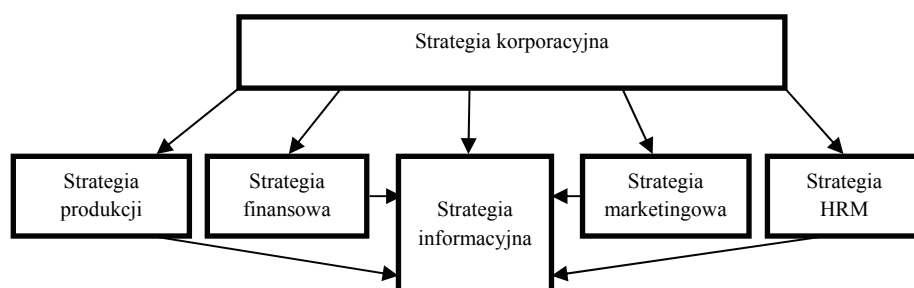 Strategia korporacyjna
Strategia
produkcji
Strategia
finansowa
Strategia
informacyjna
Strategia
marketingowa
Strategia
HRM